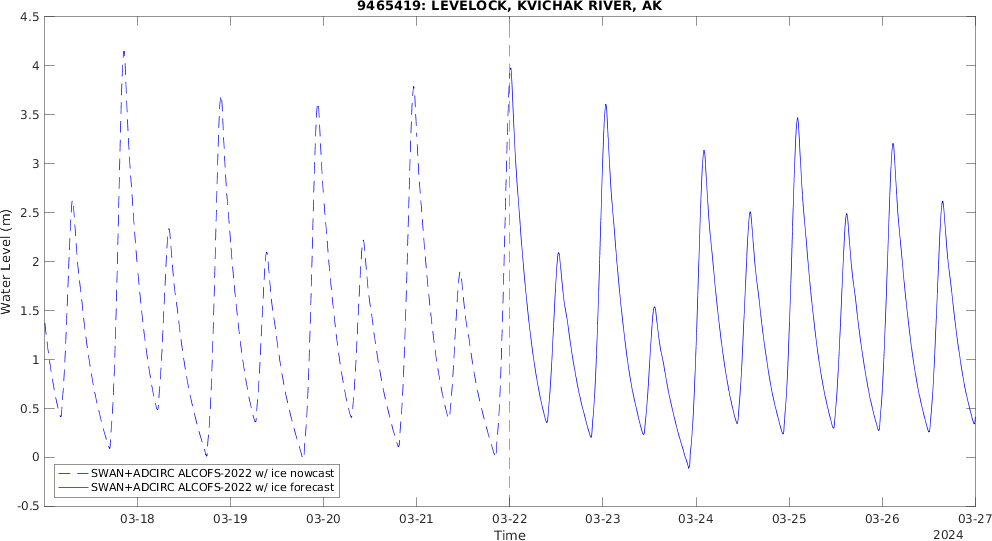 9465419: LEVELOCK, KVICHAK RIVER, AK
4.5
4
3.5
3
2.5
2
1.5
1
0.5
0
-0.5
Water Level (m)
SWAN+ADCIRC ALCOFS-2022 w/ ice nowcast
SWAN+ADCIRC ALCOFS-2022 w/ ice forecast
03-18 03-19 03-20 03-21 03-22 03-23 03-24 03-25 03-26 03-27
Time
2024